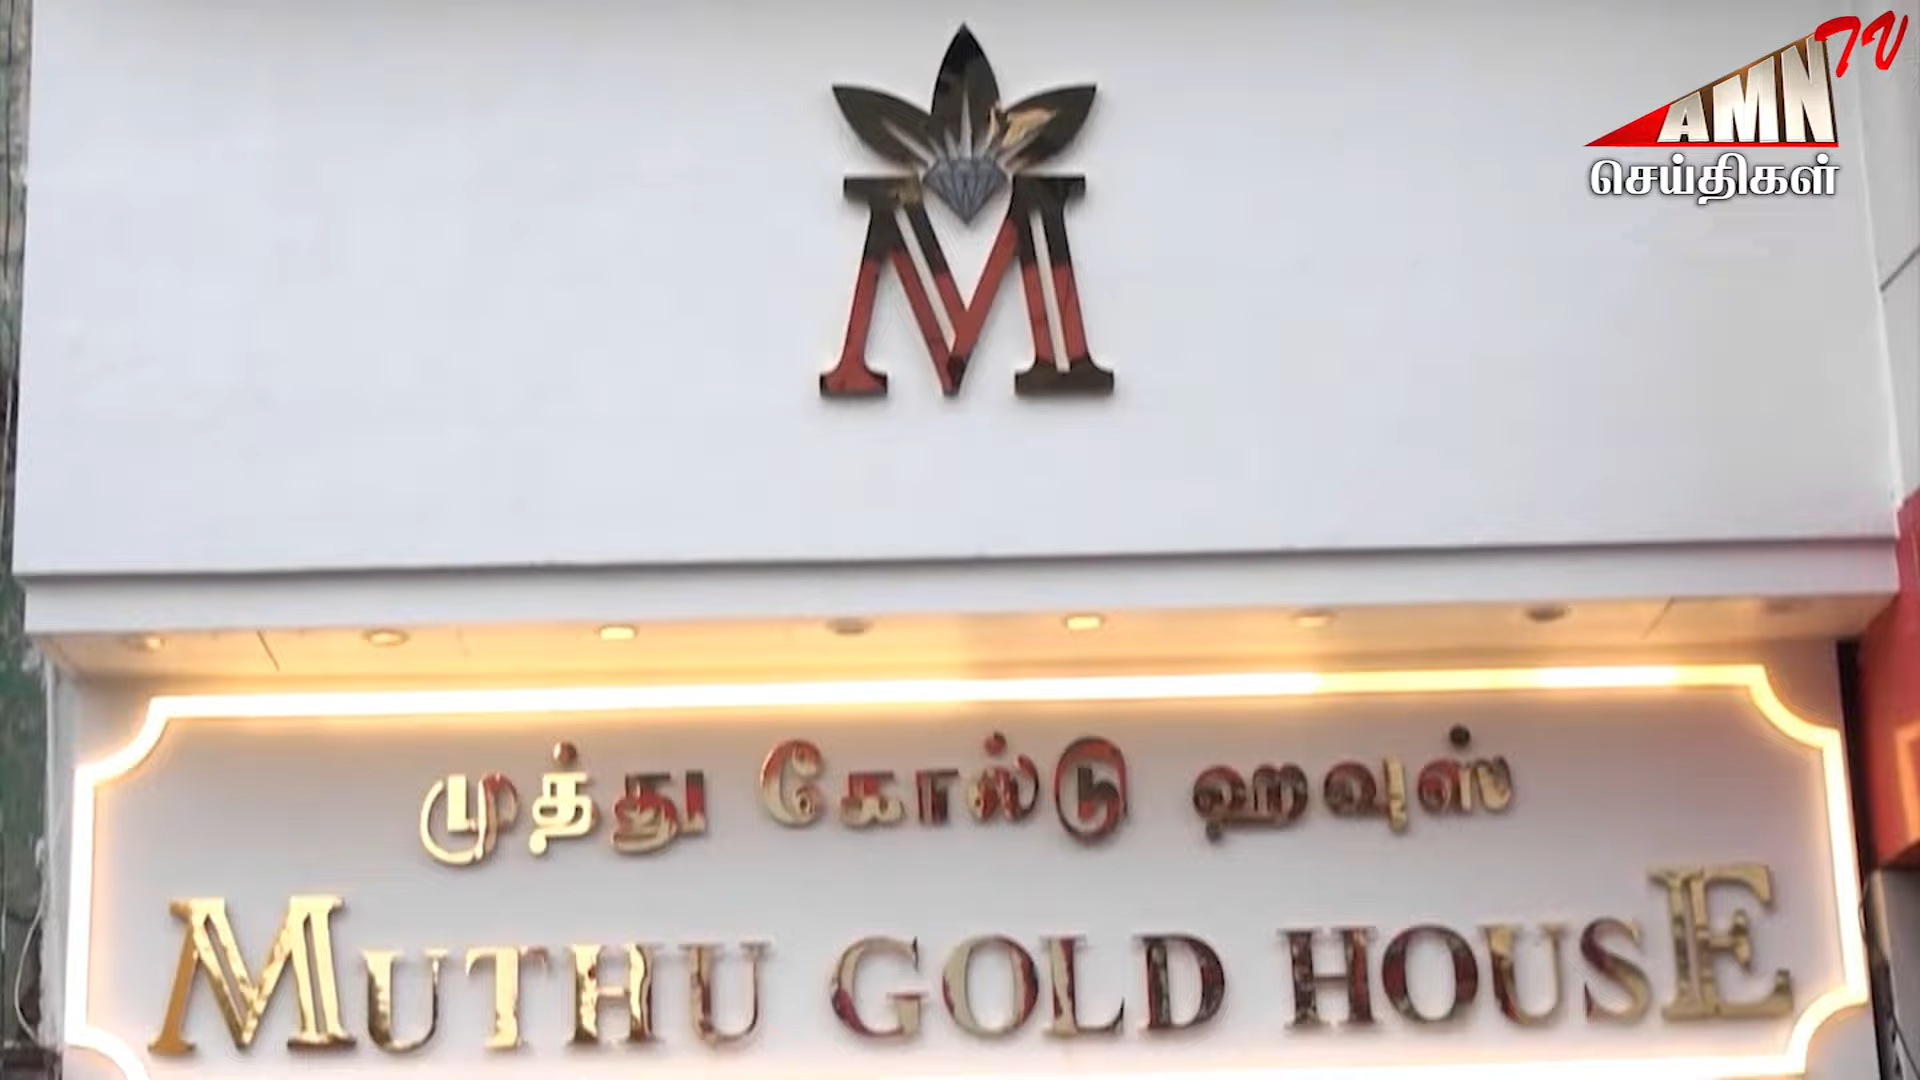 AMN TV
செய்திகள்
M
முத்து கோல்டு ஹவுஸ்
MUTHU GOLD HOUSE